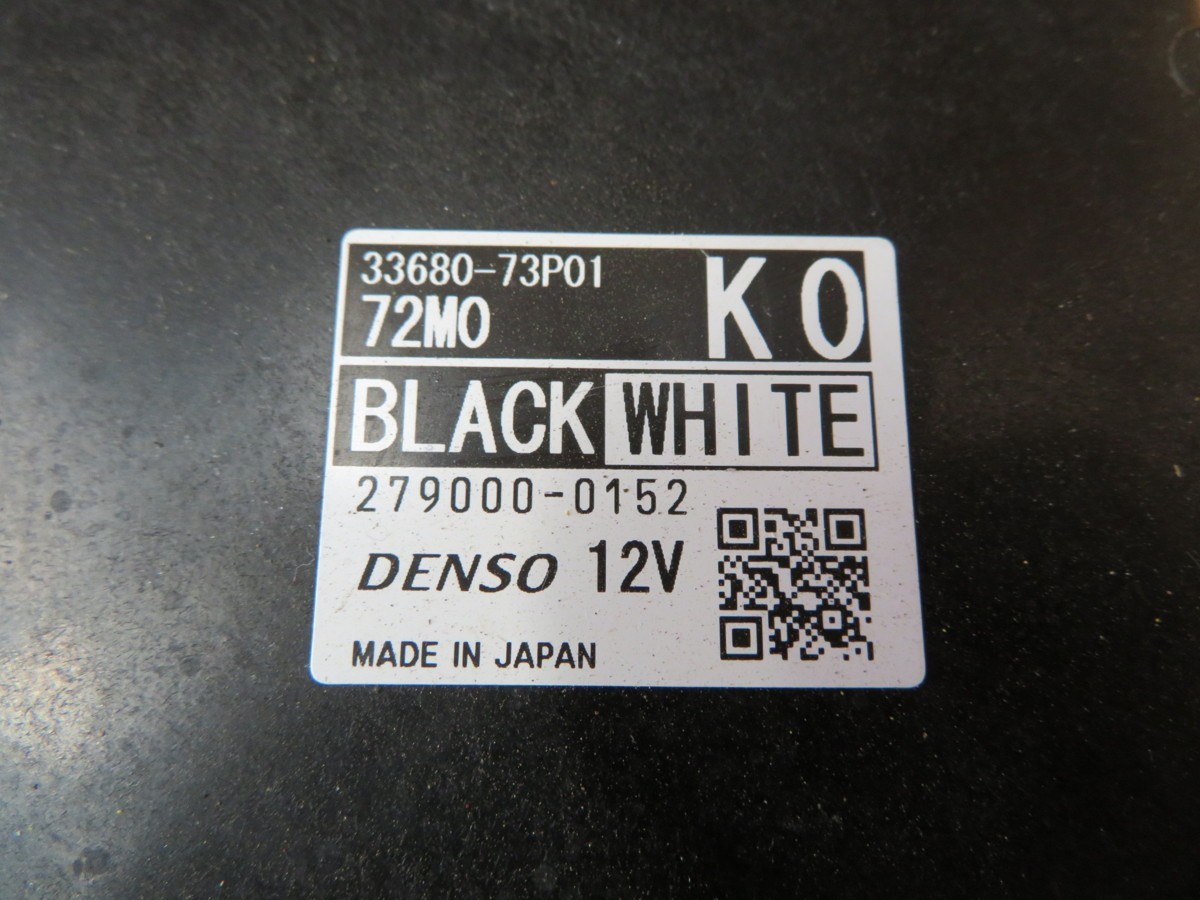 33680-73P01
72M0
K0
BLACK WHITE
279000-0152
DENSO 12V
MADE IN JAPAN